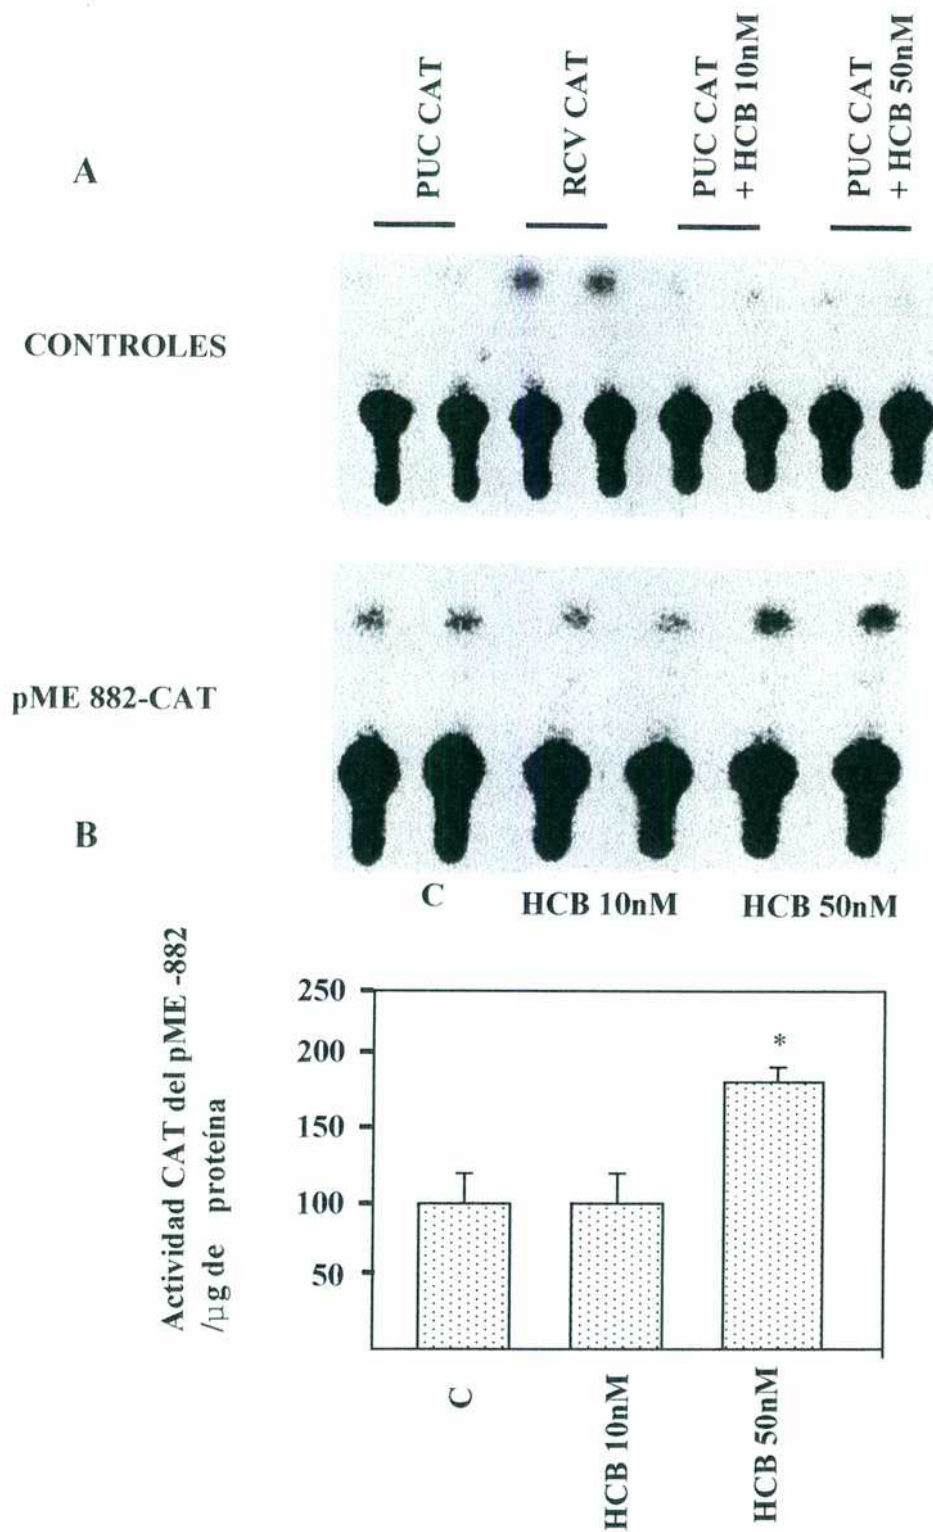 A
PUC CAT
RCV CAT
PUC CAT
+ HCB 10nM
PUC CAT
+ HCB 50nM
CONTROLES
pME 882-CAT
B
C
HCB 10nM
HCB 50nM
Actividad CAT del pME -882
/µg de proteína
250
200
150
100
50
*
C
HCB 10nM
HCB 50nM